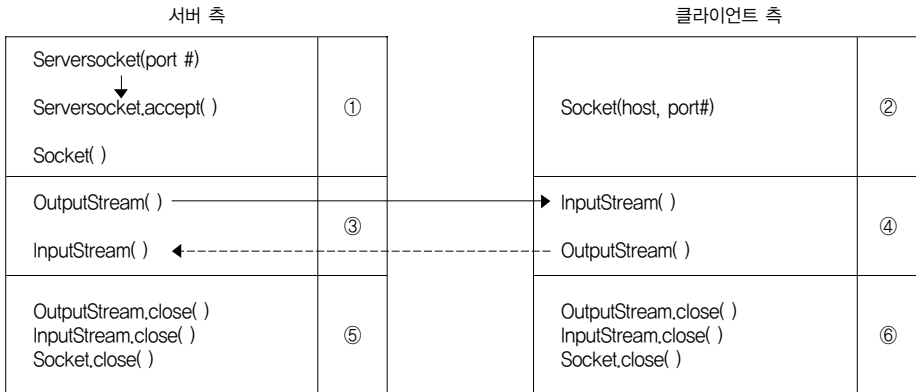 서버 측
클라이언트 측
Serversocket(port #)
Serversocket.accept( )
Socket( )
①
Socket(host, port#)
②
OutputStream( )
InputStream( )
③
InputStream( )
OutputStream( )
④
OutputStream.close( )
InputStream.close( )
Socket.close( )
⑤
OutputStream.close( )
InputStream.close( )
Socket.close( )
⑥